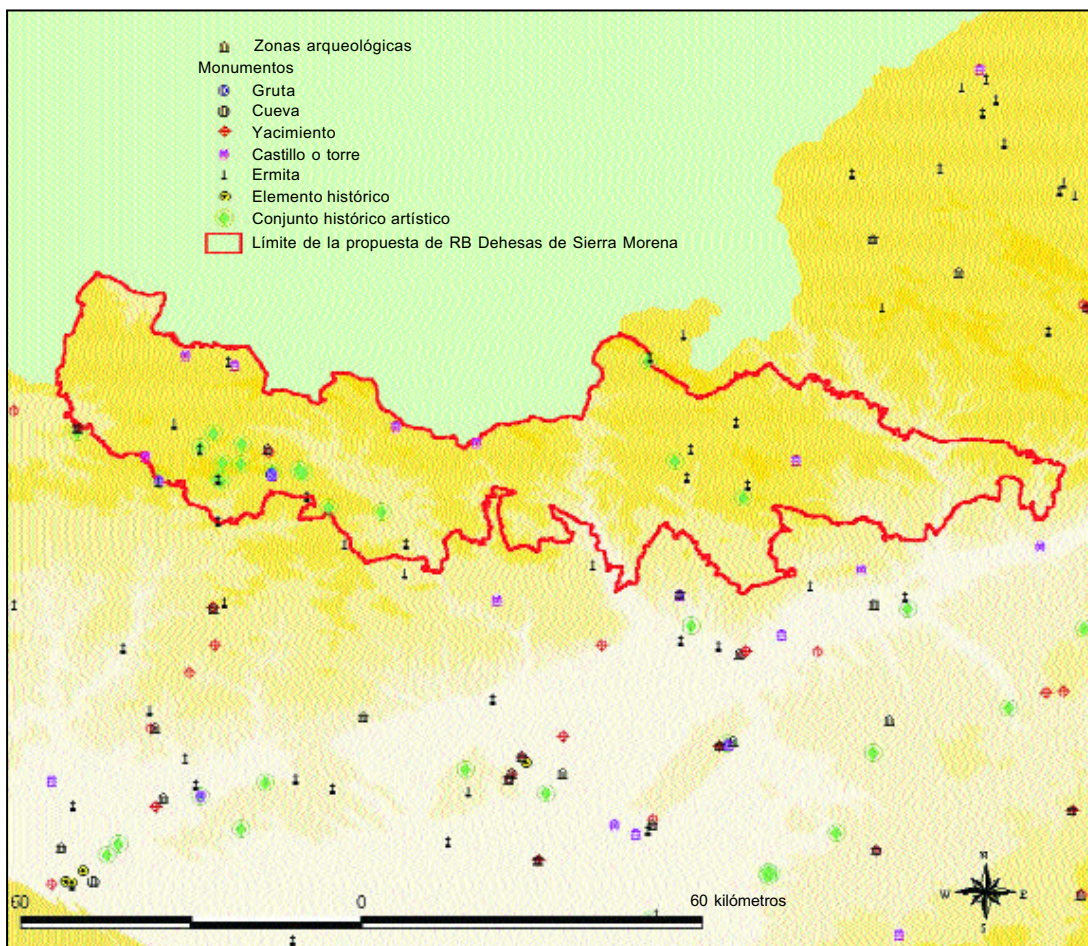 Zonas arqueológicas
Monumentos
Gruta
Cueva
Yacimiento
Castillo o torre
Ermita
Elemento histórico
Conjunto histórico artístico
Límite de la propuesta de RB Dehesas de Sierra Morena
N
W E
S
60 0 60 kilómetros